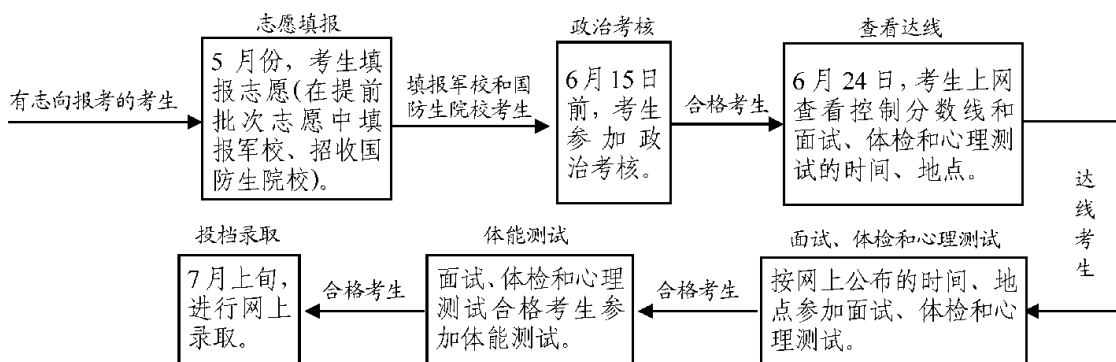 志愿填报
政治考核
查看达线
有志向报考的考生
5月份，考生填
报志愿(在提前
批次志愿中填
报军校、招收国
防生院校)。
填报军校和国
防生院校考生
6月15日
前，考生
参加政
治考核。
合格考生
6月24日，考生上网
查看控制分数线和
面试、体检和心理测
试的时间、地点。
达线考生
投档录取
体能测试
面试、体检和心理测试
7月上旬，
进行网上
录取。
合格考生
面试、体检和心理
测试合格考生参
加体能测试。
合格考生
按网上公布的时间、地
点参加面试、体检和心
理测试。